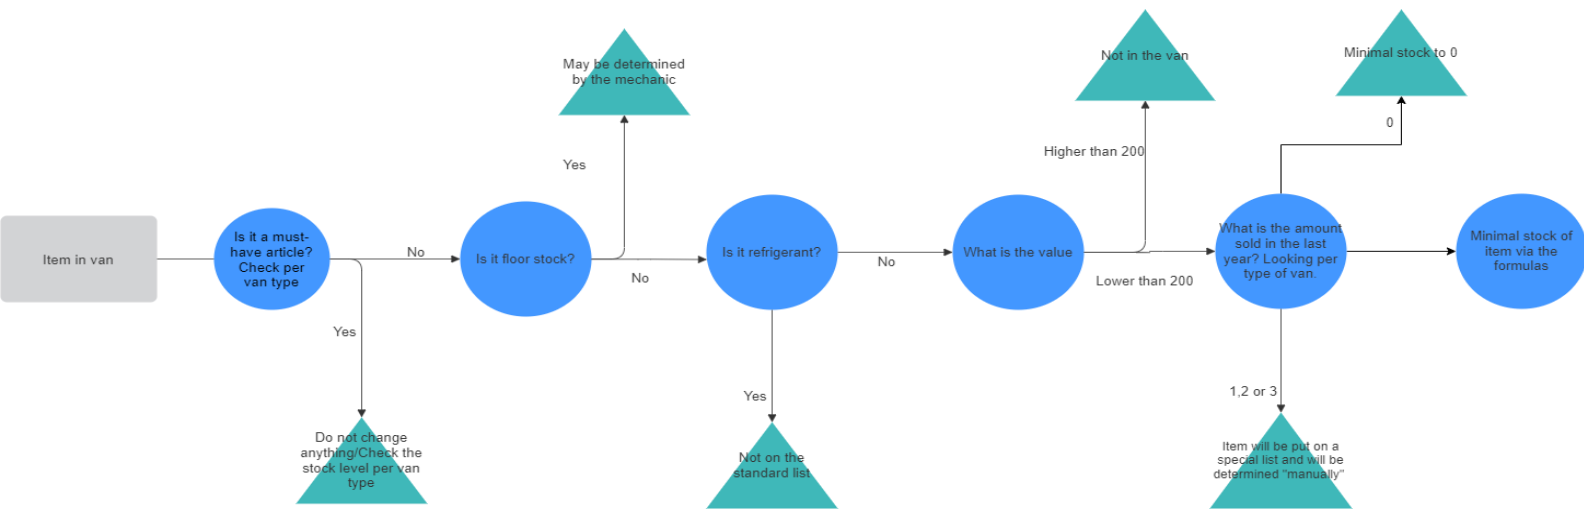 Item in van
Is it a must-
have article?
Check per
van type
No
Yes
Do not change
anything/Check the
stock level per van
type
Is it floor stock?
Yes
May be determined
by the mechanic
No
Is it refrigerant?
Yes
Not on the
standard list
No
What is the value
Higher than 200
Not in the van
Lower than 200
What is the amount
sold in the last
year? Looking per
type of van.
0
Minimal stock to 0
1,2 or 3
Item will be put on a
special list and will be
determined "manually"
Minimal stock of
item via the
formulas